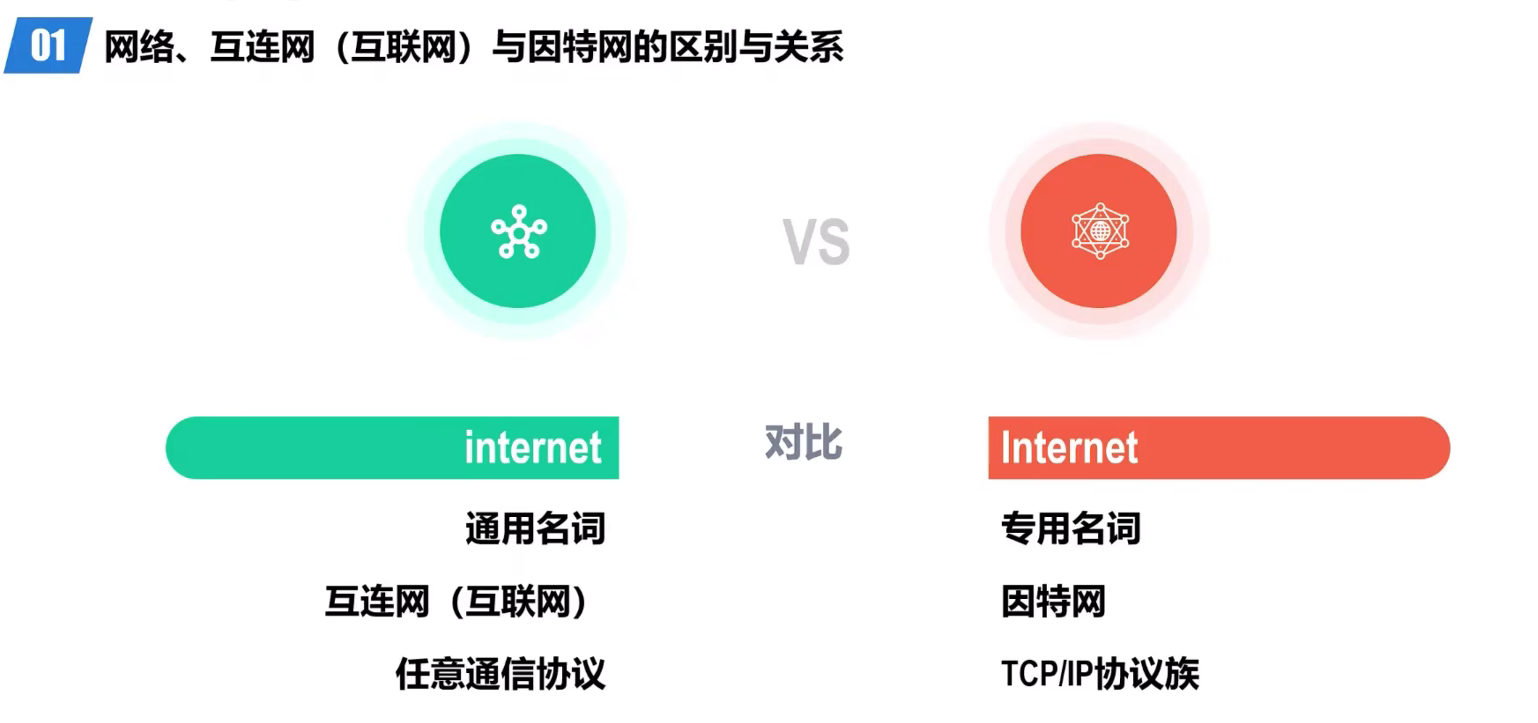 01 网络、互连网（互联网）与因特网的区别与关系
VS
internet 对比 Internet
通用名词 专用名词
互连网（互联网） 因特网
任意通信协议 TCP/IP协议族